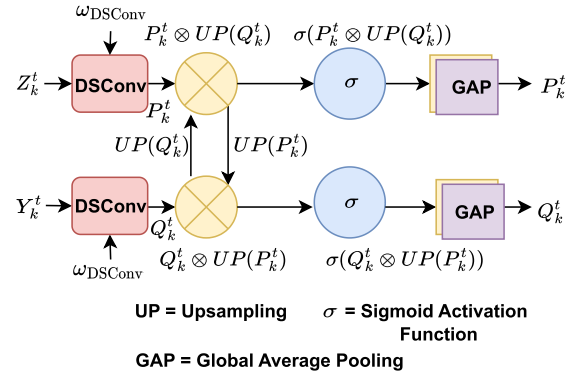 ω_DSConv
P_k^t ⊗ UP(Q_k^t) σ(P_k^t ⊗ UP(Q_k^t))
Z_k^t DSConv σ GAP P_k^t
P_k^t
UP(Q_k^t) UP(P_k^t)
Y_k^t DSConv σ GAP Q_k^t
Q_k^t
Q_k^t ⊗ UP(P_k^t) σ(Q_k^t ⊗ UP(P_k^t))
ω_DSConv
UP = Upsampling σ = Sigmoid Activation
Function
GAP = Global Average Pooling